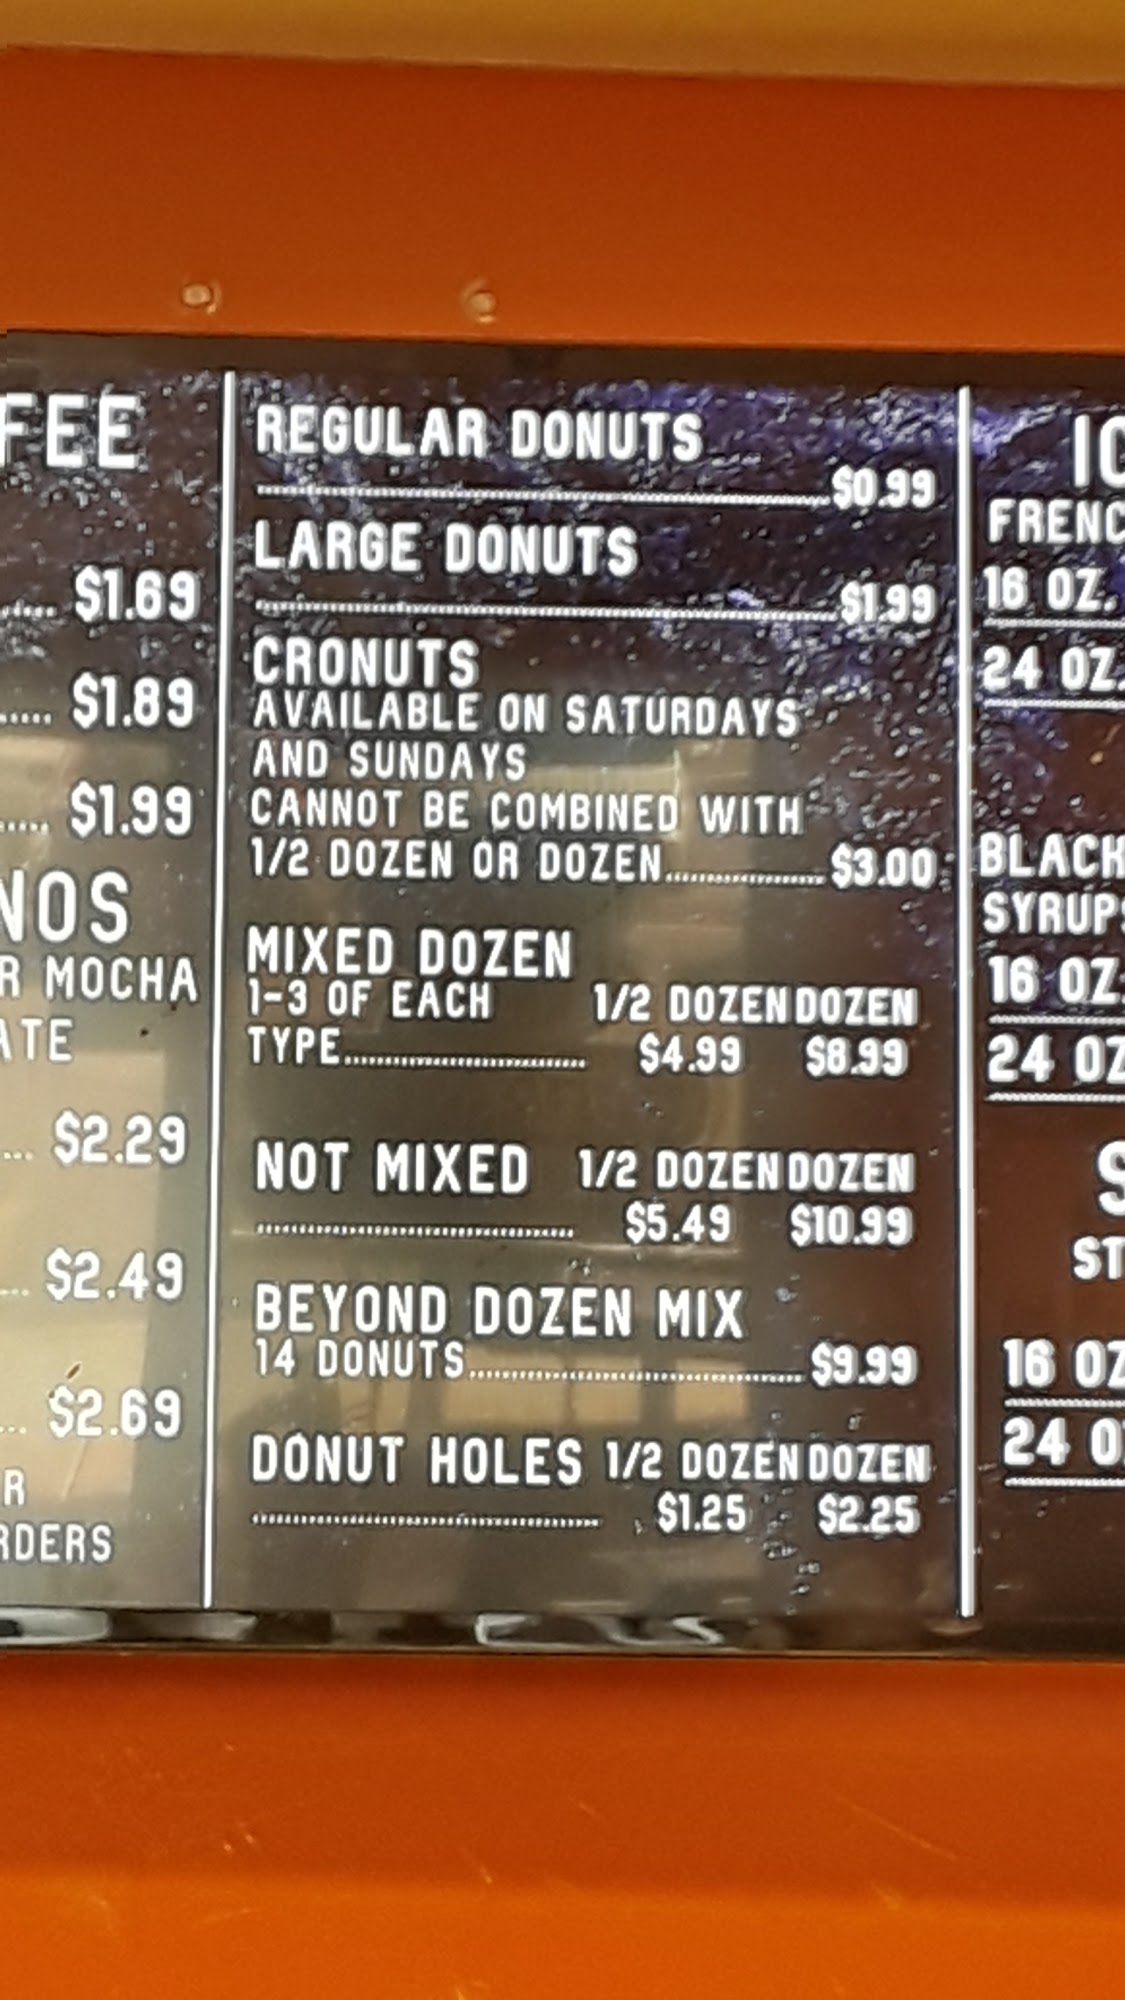 FEE
$1.69
$1.89
$1.99
NOS
R MOCHA
ATE
$2.29
$2.49
$2.69
R
RDERS
REGULAR DONUTS
$0.99
LARGE DONUTS
$1.99
CRONUTS
AVAILABLE ON SATURDAYS
AND SUNDAYS
CANNOT BE COMBINED WITH
1/2 DOZEN OR DOZEN $3.00
MIXED DOZEN
1-3 OF EACH 1/2 DOZEN DOZEN
TYPE $4.99 $8.99
NOT MIXED 1/2 DOZEN DOZEN
$5.49 $10.99
BEYOND DOZEN MIX
14 DONUTS $9.99
DONUT HOLES 1/2 DOZEN DOZEN
$1.25 $2.25
IC
FRENC
16 OZ.
24 OZ.
BLACK
SYRUPS
16 OZ.
24 OZ
S
ST
16 OZ
24 O